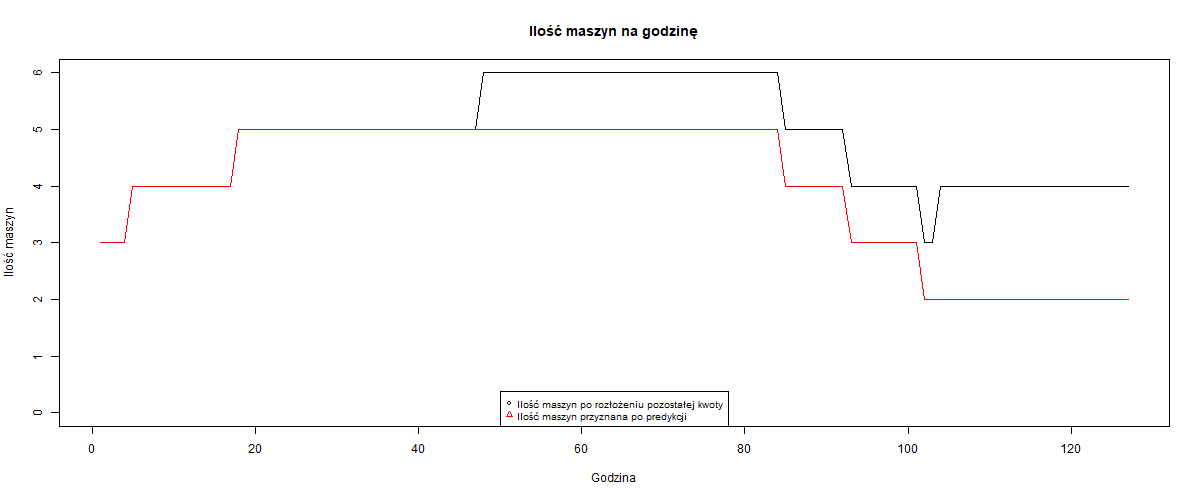 Ilość maszyn na godzinę
6
5
4
3
2
1
0
Ilość maszyn
Ilość maszyn po rozłożeniu pozostałej kwoty
Ilość maszyn przyznana po predykcji
0 20 40 60 80 100 120
Godzina